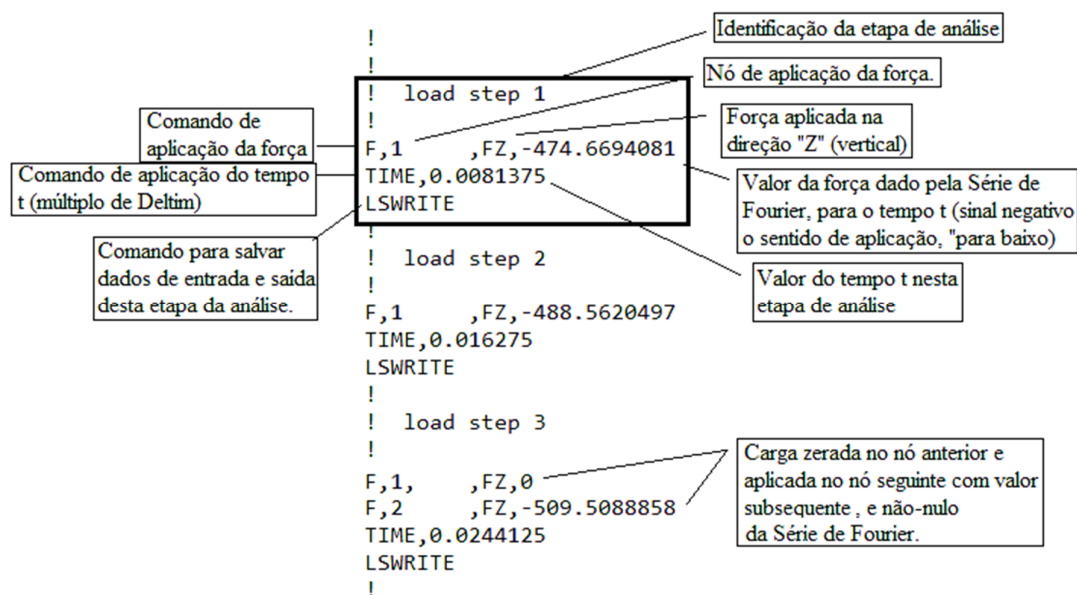 Identificação da etapa de análise
!
!
Nó de aplicação da força.
! load step 1
!
Comando de
aplicação da força
Força aplicada na
direção "Z" (vertical)
F,1 ,FZ,-474.6694081
Comando de aplicação do tempo
t (múltiplo de Deltim)
TIME,0.0081375
LSWRITE
Valor da força dado pela Série de
Fourier, para o tempo t (sinal negativo
o sentido de aplicação, "para baixo)
Comando para salvar
dados de entrada e saida
desta etapa da análise.
!
! load step 2
!
Valor do tempo t nesta
etapa de análise
F,1 ,FZ,-488.5620497
TIME,0.016275
LSWRITE
!
! load step 3
!
F,1, ,FZ,0
F,2 ,FZ,-509.5088858
TIME,0.0244125
LSWRITE
!
Carga zerada no nó anterior e
aplicada no nó seguinte com valor
subsequente , e não-nulo
da Série de Fourier.